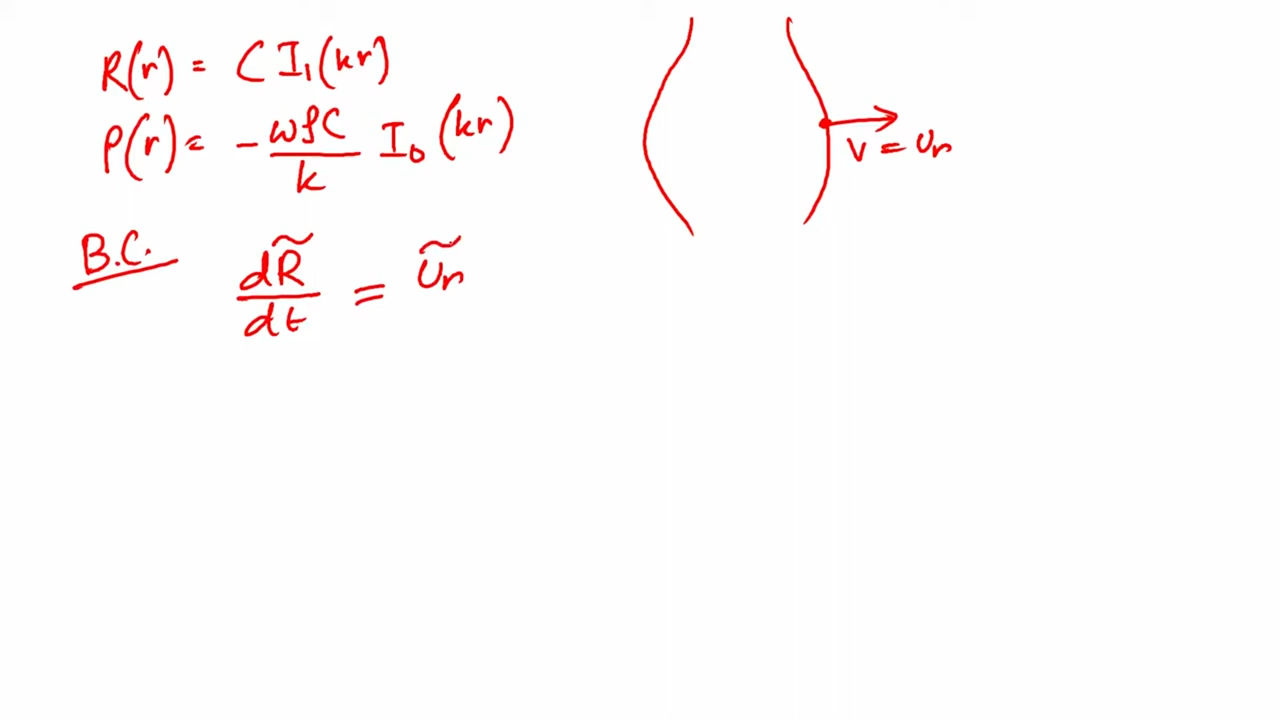 R(r) = C I₁(kr)
P(r) = - ωρC/k I₀(kr)
V = Ur
B.C. dR̃/dt = Ũr